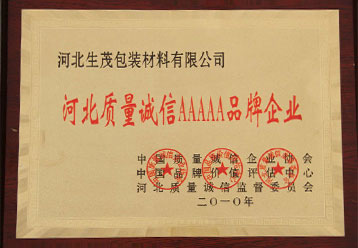 河北生茂包装材料有限公司
河北质量诚信AAAAA品牌企业
中国质量诚信企业协会
中国品牌价值评估中心
河北质量诚信监督委员会
二〇一〇年